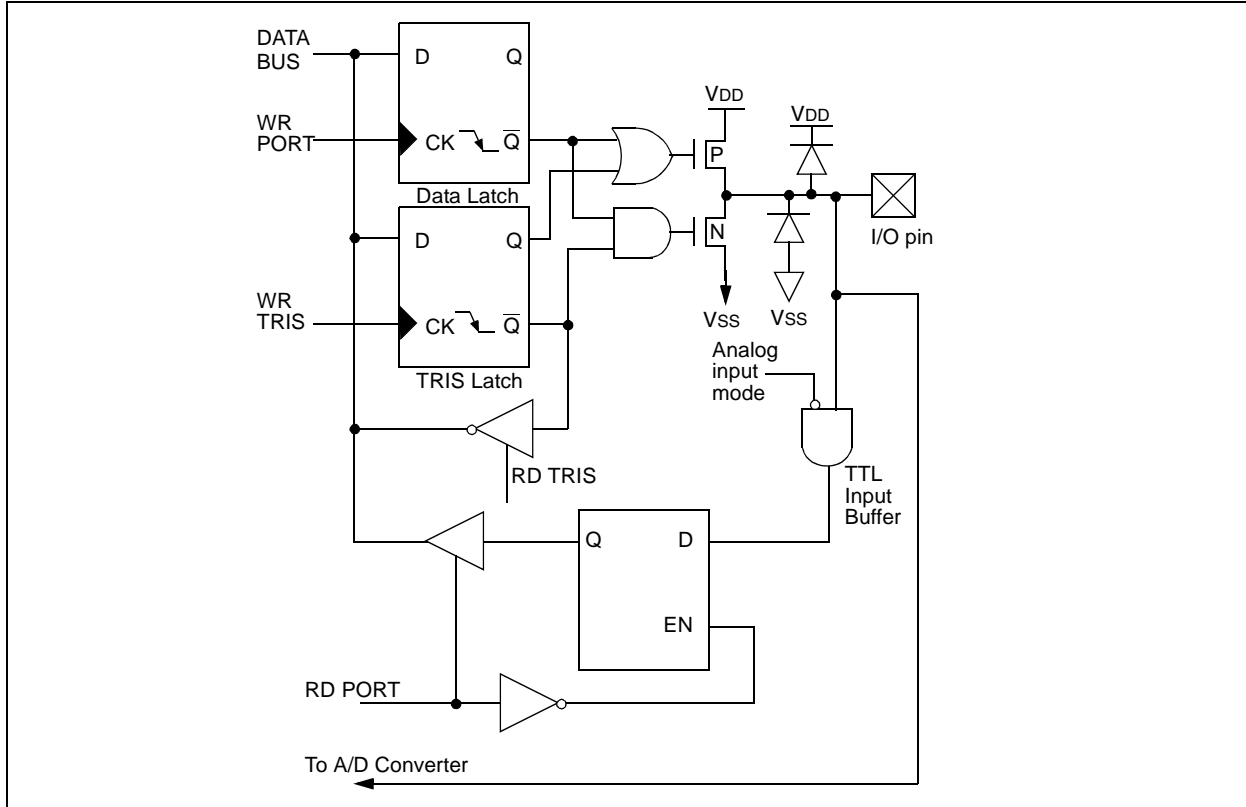 DATA
BUS
D
Q
WR
PORT
CK
Q̅
Data Latch
VDD
P
VDD
N
I/O pin
D
Q
WR
TRIS
CK
Q̅
TRIS Latch
VSS
VSS
Analog
input
mode
RD TRIS
TTL
Input
Buffer
Q
D
EN
RD PORT
To A/D Converter